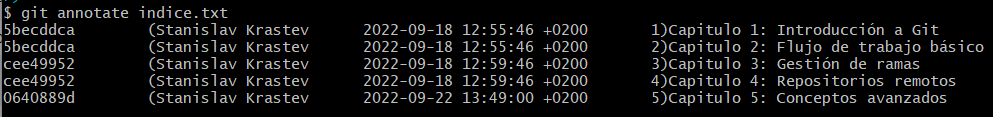 $ git annotate indice.txt
5becddca (Stanislav Krastev 2022-09-18 12:55:46 +0200 1)Capitulo 1: Introducción a Git
5becddca (Stanislav Krastev 2022-09-18 12:55:46 +0200 2)Capitulo 2: Flujo de trabajo básico
cee49952 (Stanislav Krastev 2022-09-18 12:59:46 +0200 3)Capitulo 3: Gestión de ramas
cee49952 (Stanislav Krastev 2022-09-18 12:59:46 +0200 4)Capitulo 4: Repositorios remotos
0640889d (Stanislav Krastev 2022-09-22 13:49:00 +0200 5)Capitulo 5: Conceptos avanzados